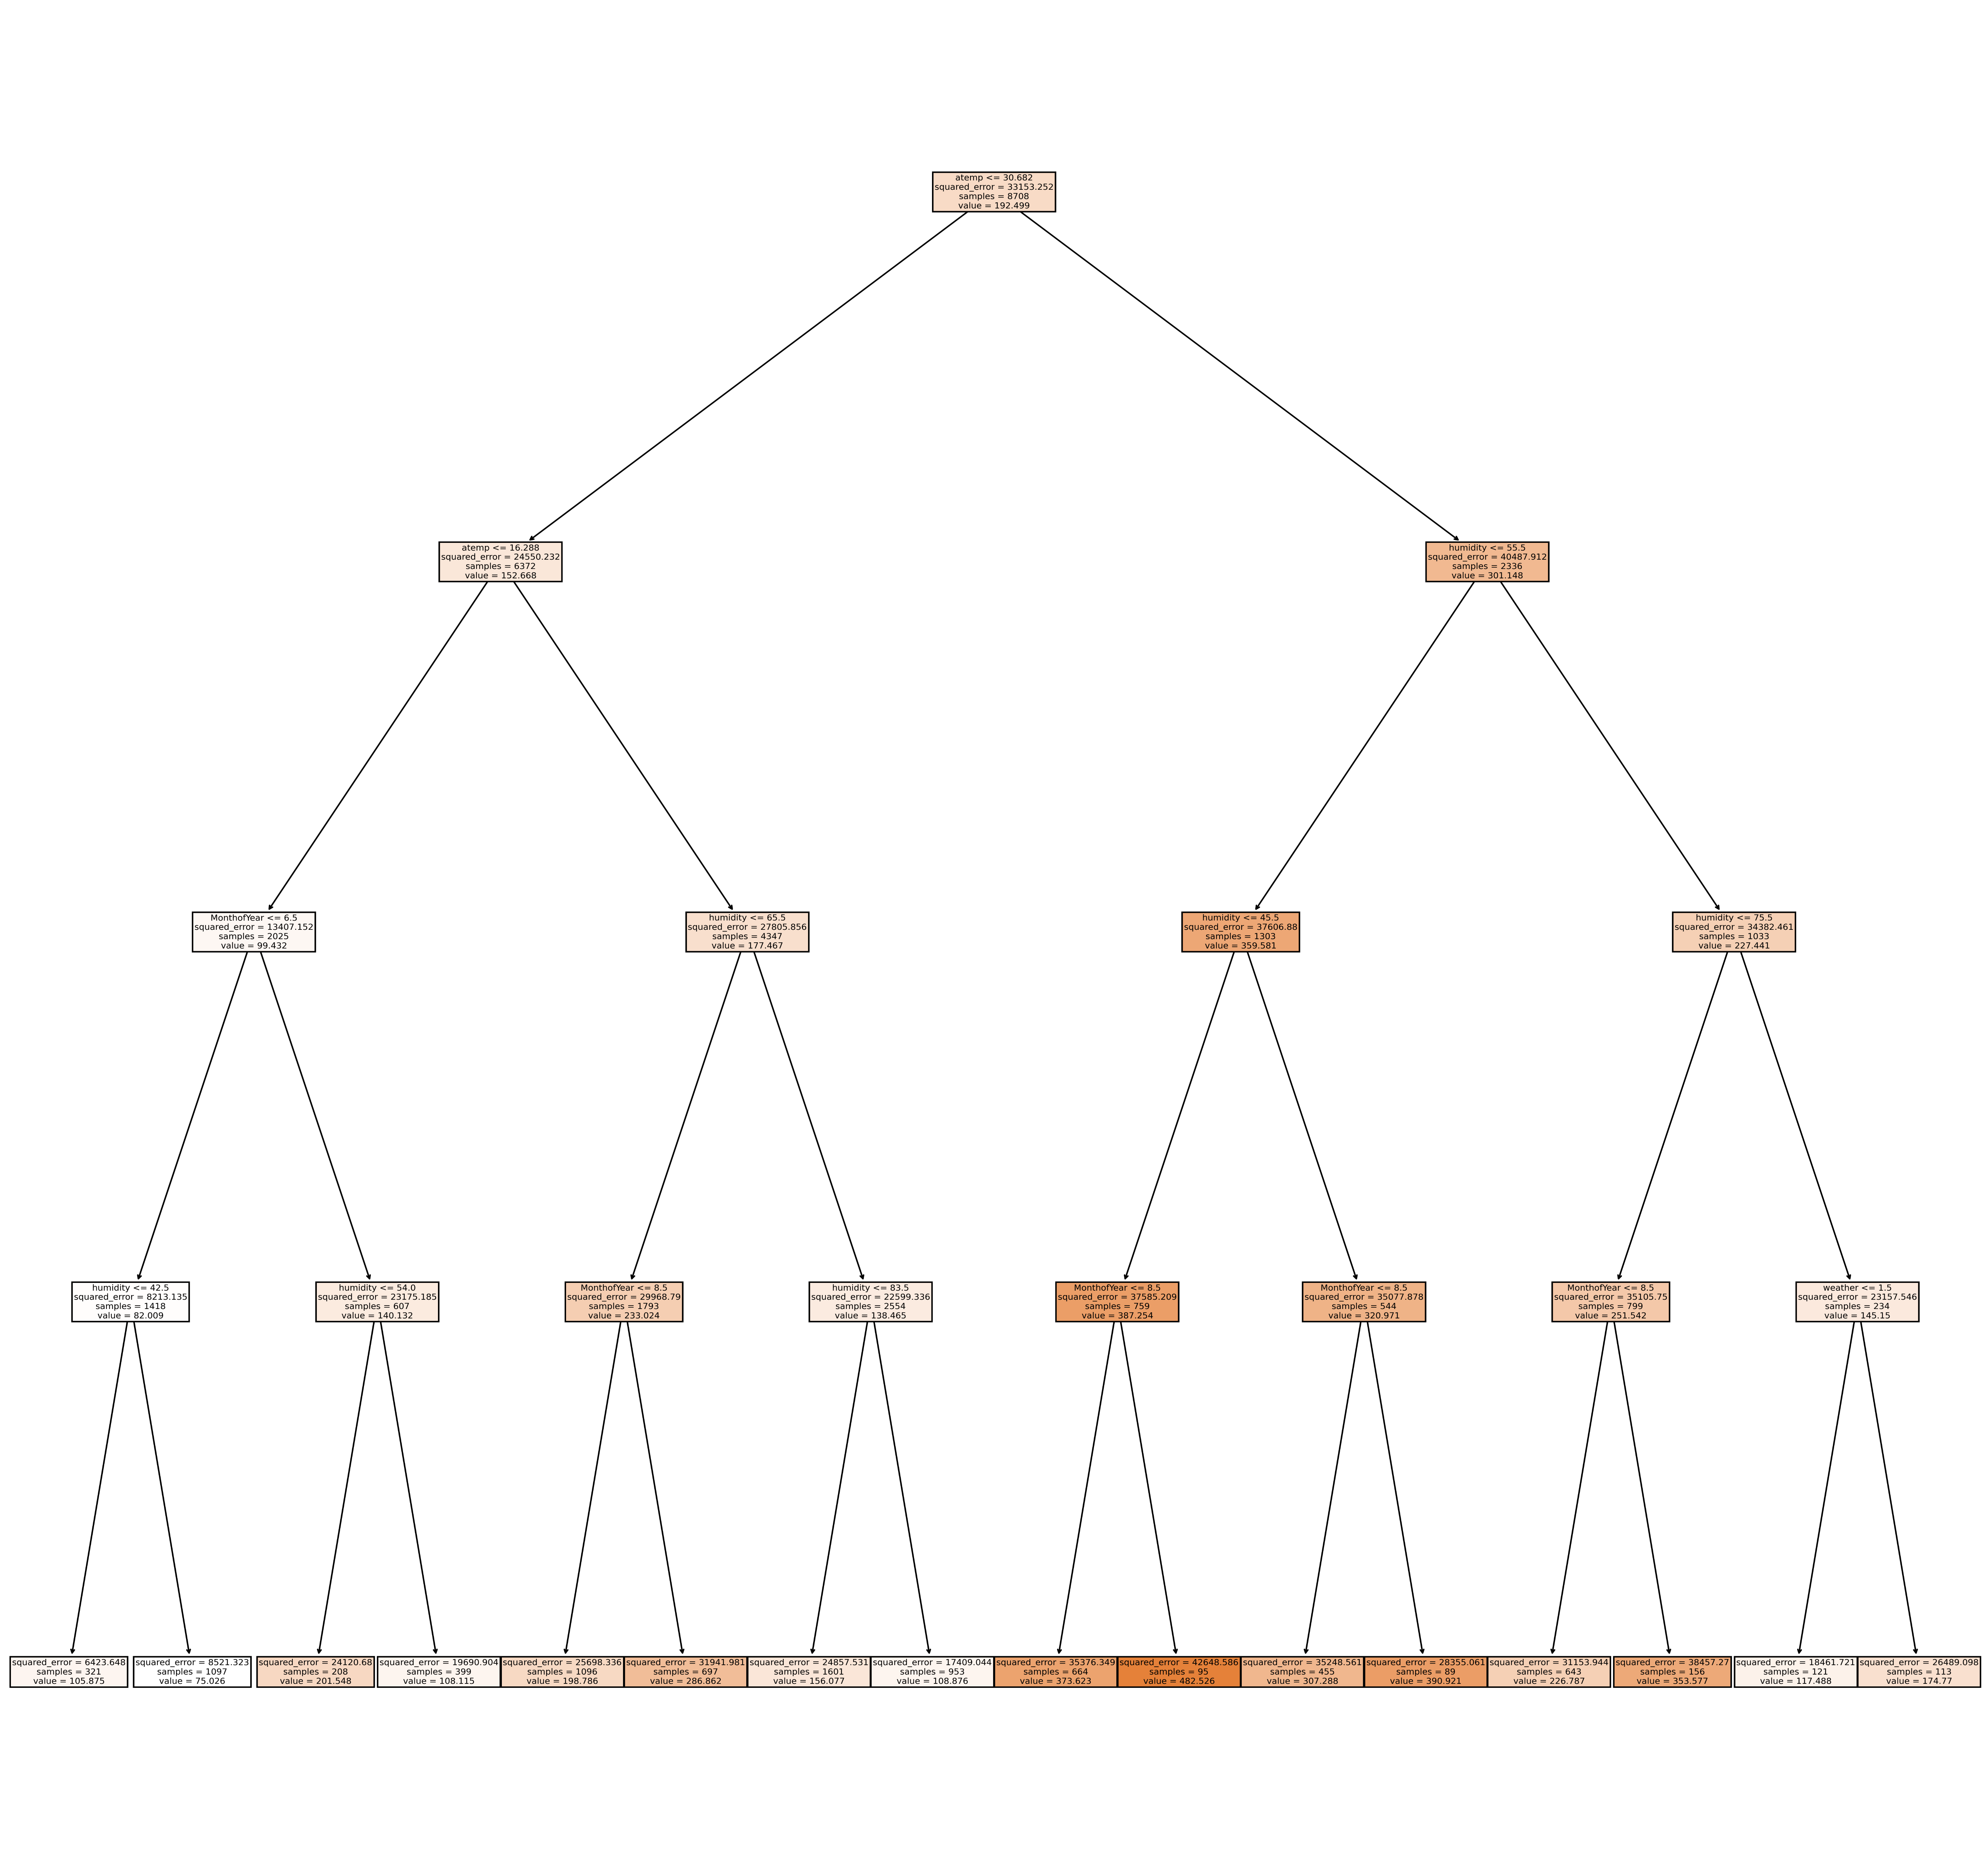 atemp <= 30.682
squared_error = 33153.252
samples = 8708
value = 192.499
atemp <= 16.288
squared_error = 24550.232
samples = 6372
value = 152.668
humidity <= 55.5
squared_error = 40487.912
samples = 2336
value = 301.148
MonthofYear <= 6.5
squared_error = 13407.152
samples = 2025
value = 99.432
humidity <= 65.5
squared_error = 27805.856
samples = 4347
value = 177.467
humidity <= 45.5
squared_error = 37606.88
samples = 1303
value = 359.581
humidity <= 75.5
squared_error = 34382.461
samples = 1033
value = 227.441
humidity <= 42.5
squared_error = 8213.135
samples = 1418
value = 82.009
humidity <= 54.0
squared_error = 23175.185
samples = 607
value = 140.132
MonthofYear <= 8.5
squared_error = 29968.79
samples = 1793
value = 233.024
humidity <= 83.5
squared_error = 22599.336
samples = 2554
value = 138.465
MonthofYear <= 8.5
squared_error = 37585.209
samples = 759
value = 387.254
MonthofYear <= 8.5
squared_error = 35077.878
samples = 544
value = 320.971
MonthofYear <= 8.5
squared_error = 35105.75
samples = 799
value = 251.542
weather <= 1.5
squared_error = 23157.546
samples = 234
value = 145.15
squared_error = 6423.648
samples = 321
value = 105.875
squared_error = 8521.323
samples = 1097
value = 75.026
squared_error = 24120.68
samples = 208
value = 201.548
squared_error = 19690.904
samples = 399
value = 108.115
squared_error = 25698.336
samples = 1096
value = 198.786
squared_error = 31941.981
samples = 697
value = 286.862
squared_error = 24857.531
samples = 1601
value = 156.077
squared_error = 17409.044
samples = 953
value = 108.876
squared_error = 35376.349
samples = 664
value = 373.623
squared_error = 42648.586
samples = 95
value = 482.526
squared_error = 35248.561
samples = 455
value = 307.288
squared_error = 28355.061
samples = 89
value = 390.921
squared_error = 31153.944
samples = 643
value = 226.787
squared_error = 38457.27
samples = 156
value = 353.577
squared_error = 18461.721
samples = 121
value = 117.488
squared_error = 26489.098
samples = 113
value = 174.77